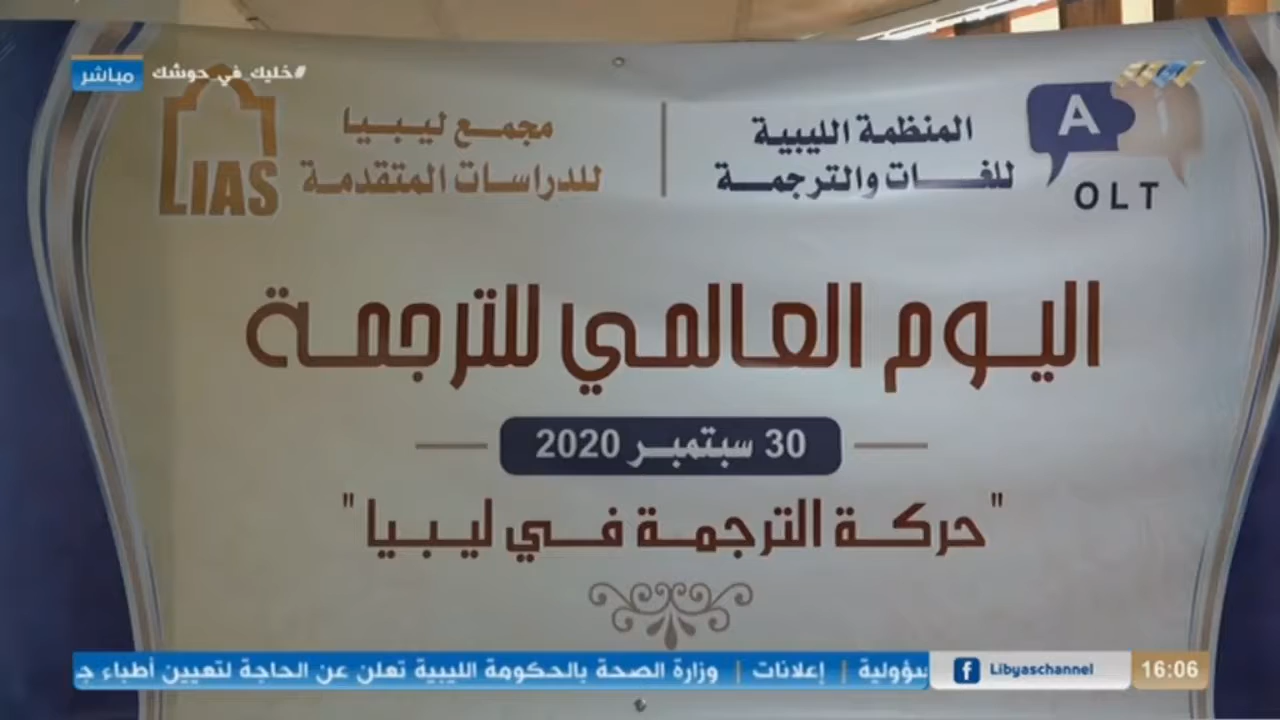 مباشر
#خليك_في_حوشك
المنظمة الليبية
للغات والترجمة
A
OLT
مجمع ليبيا
للدراسات المتقدمة
LIAS
اليوم العالمي للترجمة
30 سبتمبر 2020
"حركة الترجمة في ليبيا"
سؤولية | إعلانات | وزارة الصحة بالحكومة الليبية تعلن عن الحاجة لتعيين أطباء ج
Libyaschannel
16:06